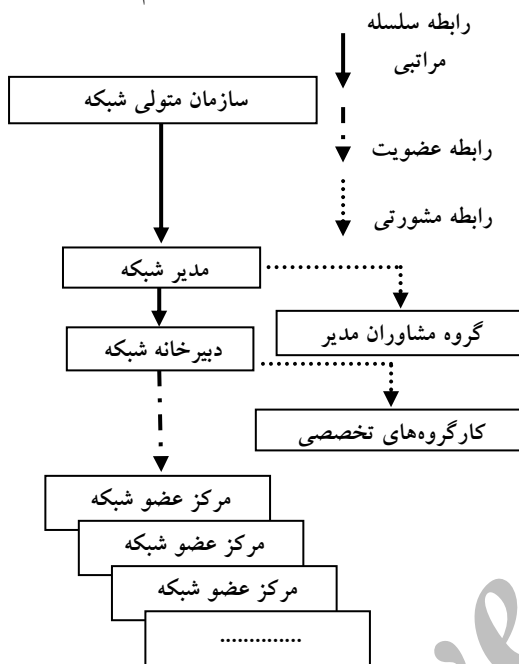 رابطه سلسله
مراتبی
سازمان متولی شبکه
رابطه عضویت
رابطه مشورتی
مدیر شبکه
گروه مشاوران مدیر
دبیرخانه شبکه
کارگروه‌های تخصصی
مرکز عضو شبکه
مرکز عضو شبکه
مرکز عضو شبکه
..............